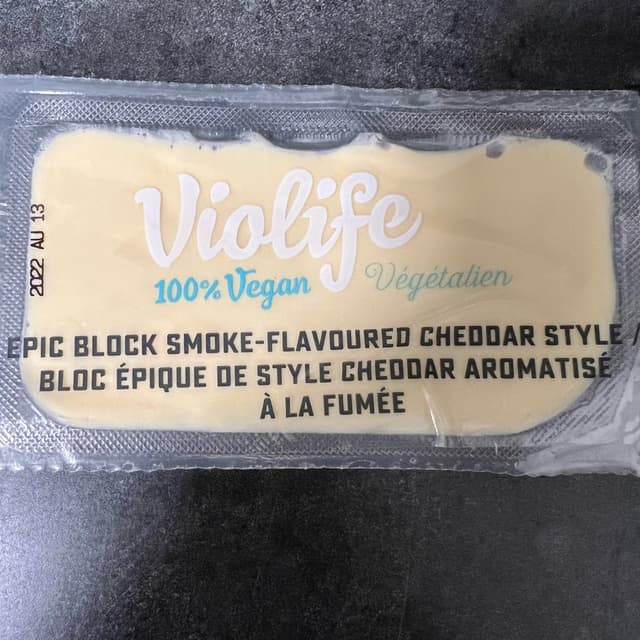 Violife
100% Vegan Végétalien
EPIC BLOCK SMOKE-FLAVOURED CHEDDAR STYLE /
BLOC ÉPIQUE DE STYLE CHEDDAR AROMATISÉ
À LA FUMÉE
2022 AU 13